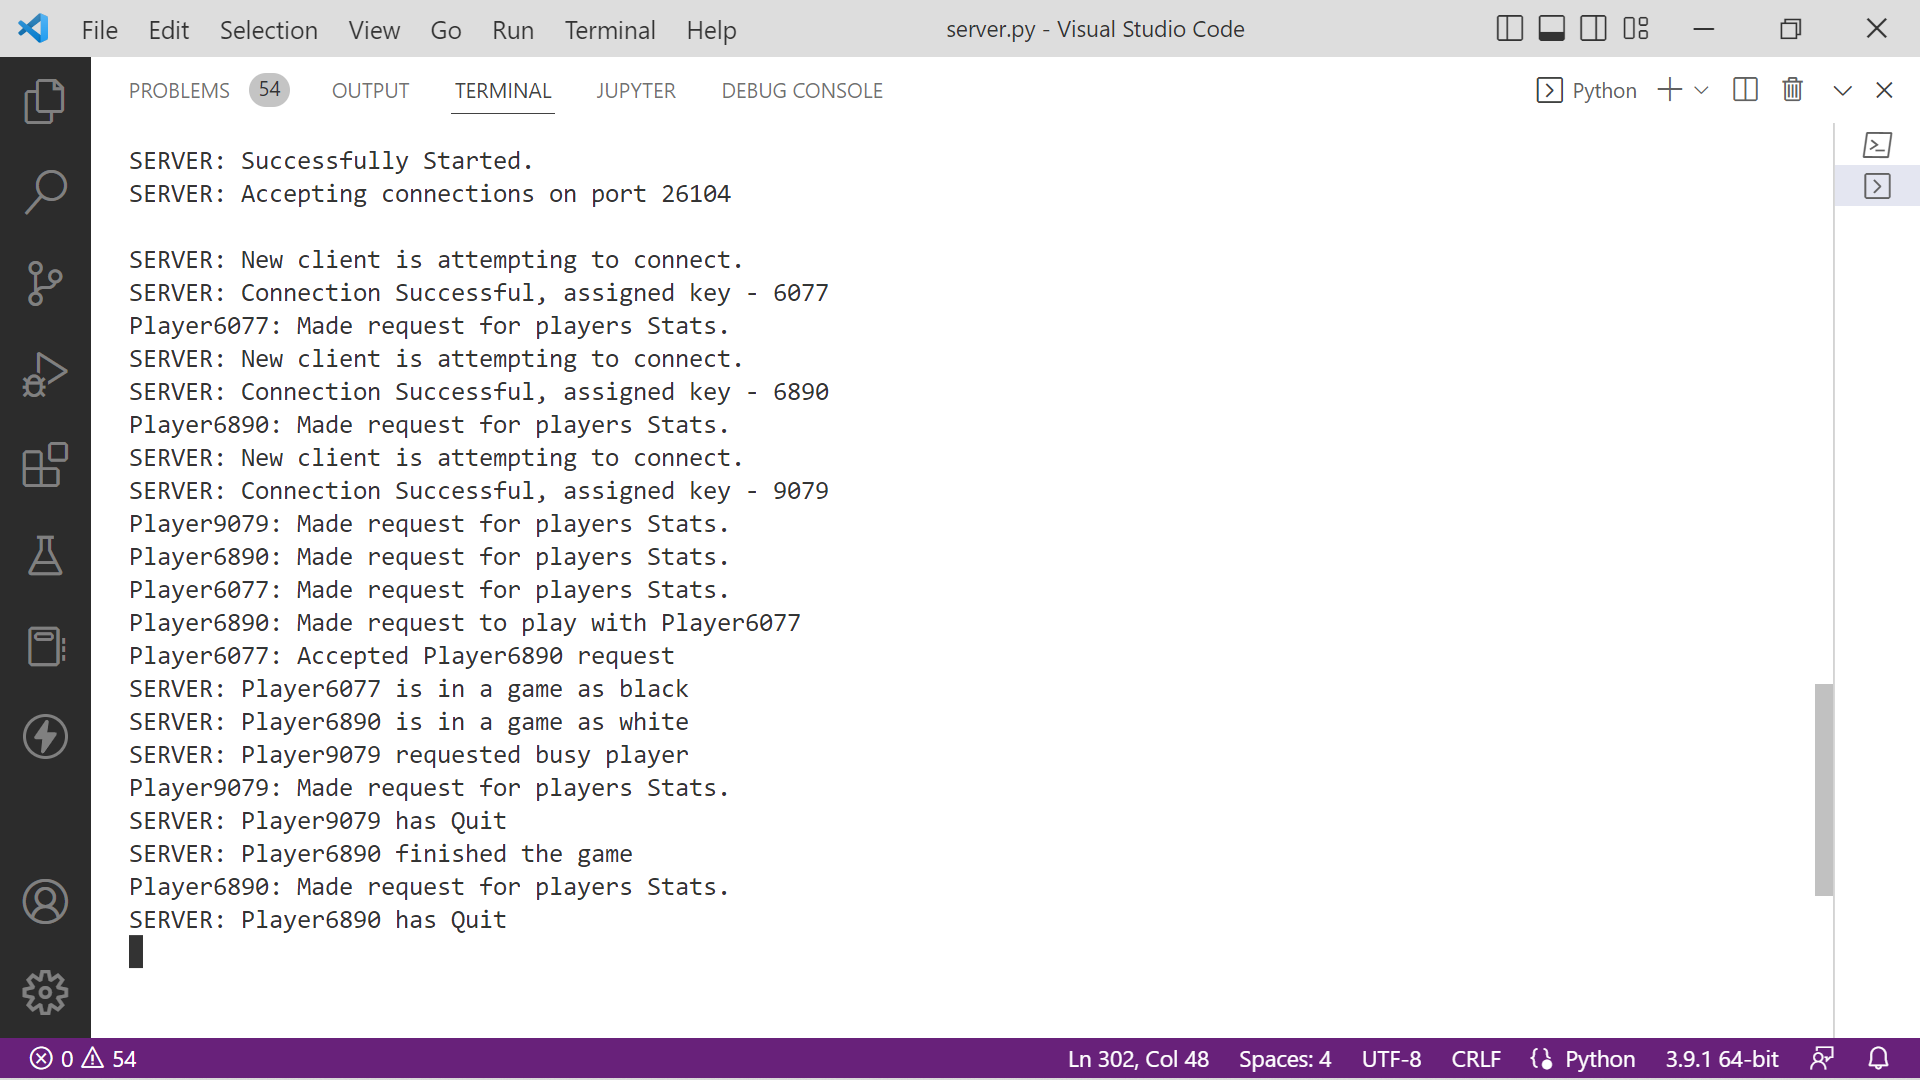 File Edit Selection View Go Run Terminal Help server.py - Visual Studio Code
PROBLEMS 54 OUTPUT TERMINAL JUPYTER DEBUG CONSOLE Python
SERVER: Successfully Started.
SERVER: Accepting connections on port 26104
SERVER: New client is attempting to connect.
SERVER: Connection Successful, assigned key - 6077
Player6077: Made request for players Stats.
SERVER: New client is attempting to connect.
SERVER: Connection Successful, assigned key - 6890
Player6890: Made request for players Stats.
SERVER: New client is attempting to connect.
SERVER: Connection Successful, assigned key - 9079
Player9079: Made request for players Stats.
Player6890: Made request for players Stats.
Player6077: Made request for players Stats.
Player6890: Made request to play with Player6077
Player6077: Accepted Player6890 request
SERVER: Player6077 is in a game as black
SERVER: Player6890 is in a game as white
SERVER: Player9079 requested busy player
Player9079: Made request for players Stats.
SERVER: Player9079 has Quit
SERVER: Player6890 finished the game
Player6890: Made request for players Stats.
SERVER: Player6890 has Quit
0 54 Ln 302, Col 48 Spaces: 4 UTF-8 CRLF Python 3.9.1 64-bit